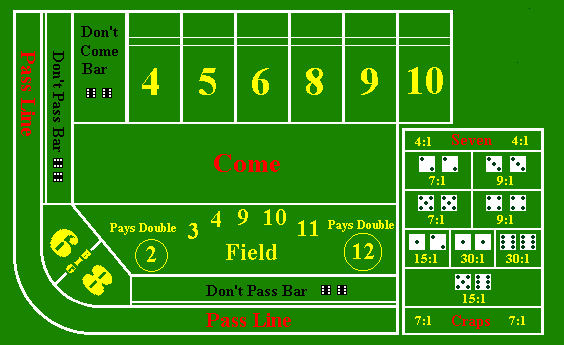 Pass Line
Don't Pass Bar
Don't
Come
Bar
4 5 6 8 9 10
Come
4:1 Seven 4:1
7:1 9:1
7:1 9:1
15:1 30:1 30:1
15:1
7:1 Craps 7:1
6 8
BIG
Pays Double
2
3 4 9 10 11
Field
Pays Double
12
Don't Pass Bar
Pass Line